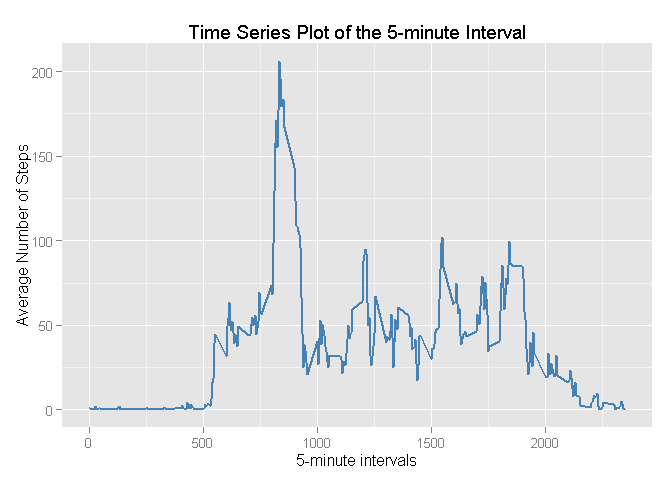 Time Series Plot of the 5-minute Interval
Average Number of Steps
200
150
100
50
0
0 500 1000 1500 2000
5-minute intervals